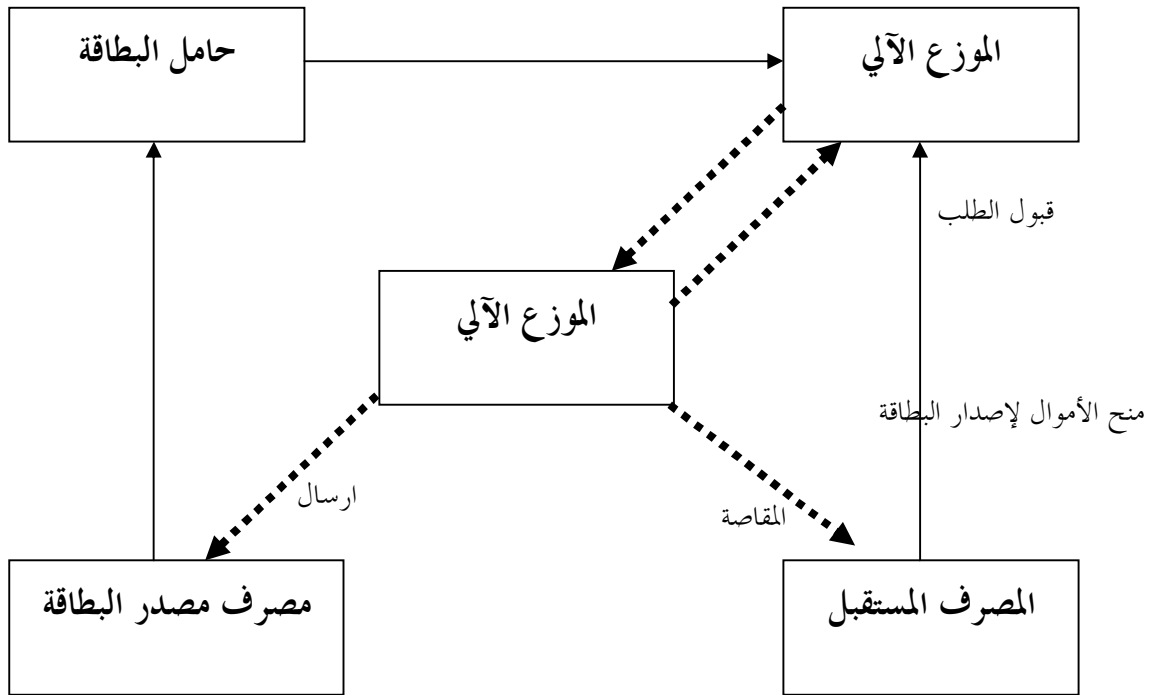 الموزع الآلي
حامل البطاقة
قبول الطلب
الموزع الآلي
منح الأموال لإصدار البطاقة
ارسال
المقاصة
المصرف المستقبل
مصرف مصدر البطاقة